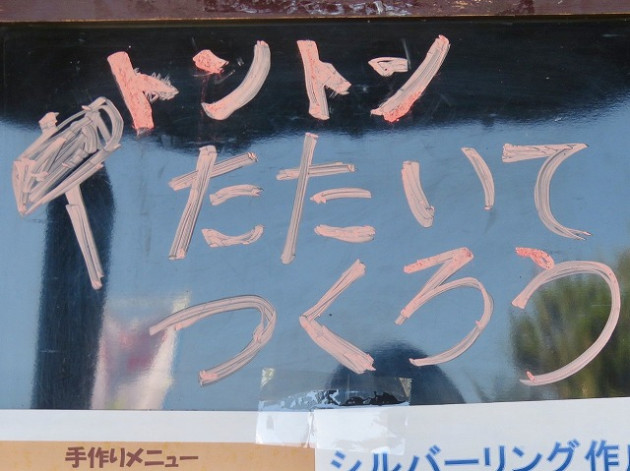 トントン
たたいて
つくろう
手作りメニュー
シルバーリング作